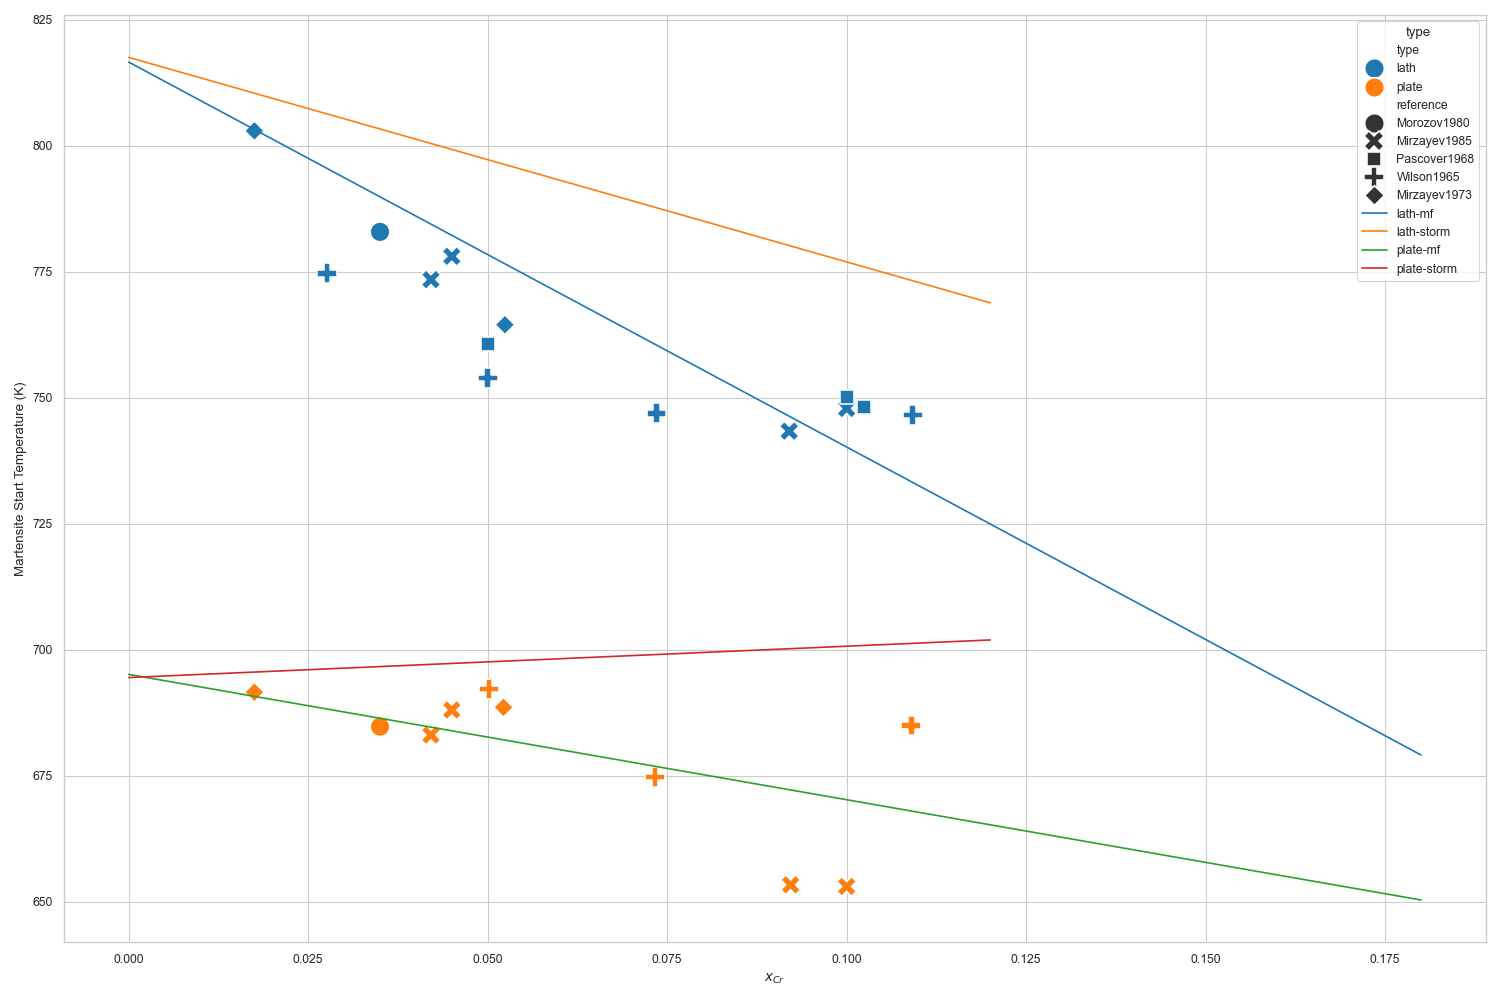 825
800
775
750
725
700
675
650
Martensite Start Temperature (K)
0.000
0.025
0.050
0.075
0.100
0.125
0.150
0.175
x_Cr
type
type
lath
plate
reference
Morozov1980
Mirzayev1985
Pascover1968
Wilson1965
Mirzayev1973
lath-mf
lath-storm
plate-mf
plate-storm